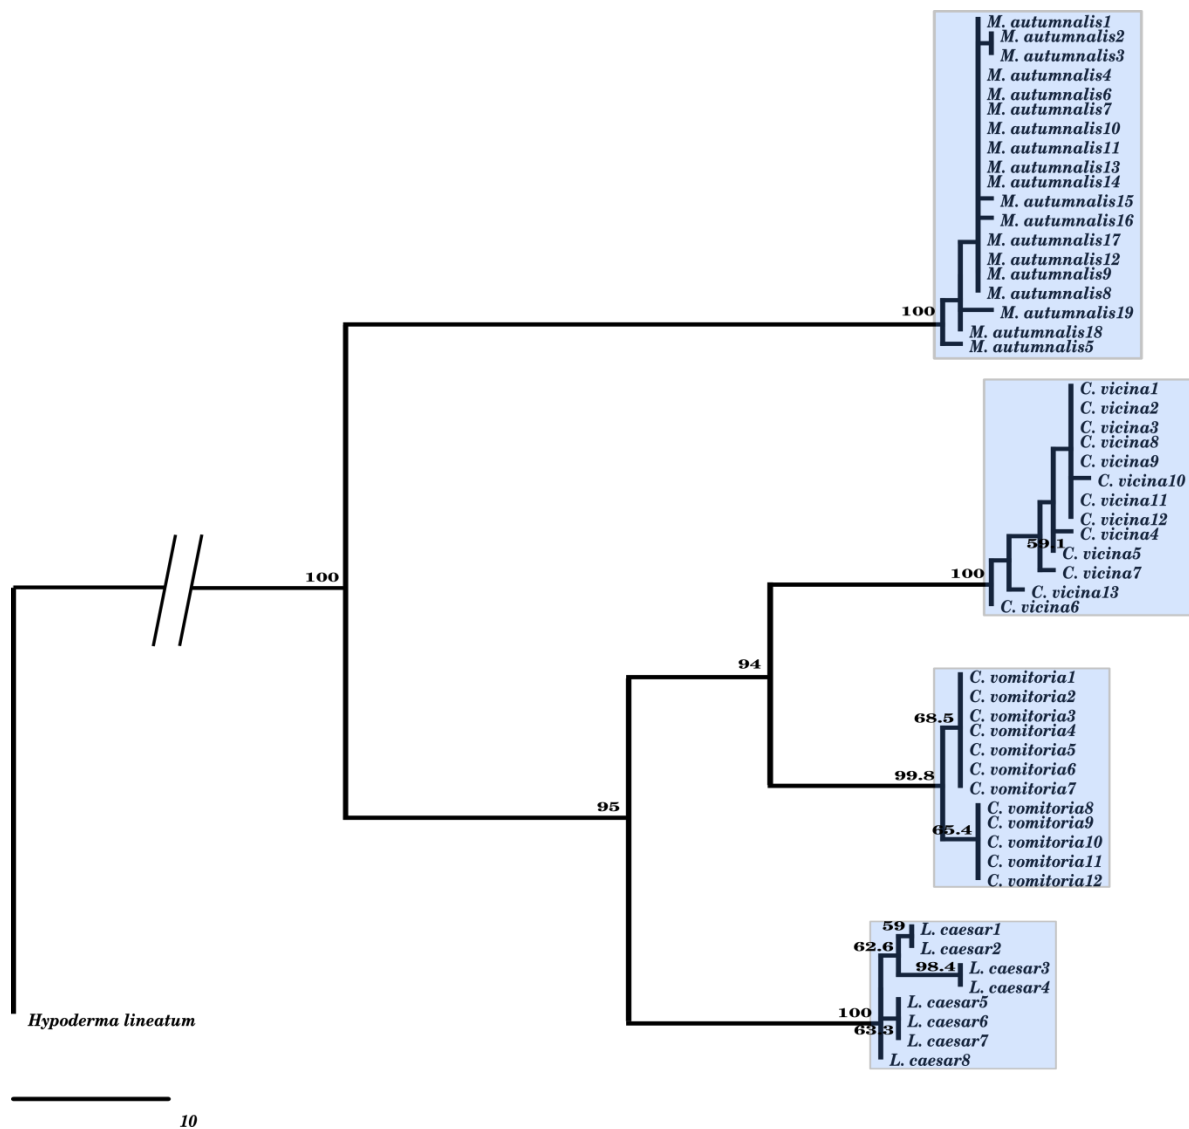 M. autumnalis1
M. autumnalis2
M. autumnalis3
M. autumnalis4
M. autumnalis6
M. autumnalis7
M. autumnalis10
M. autumnalis11
M. autumnalis13
M. autumnalis14
M. autumnalis15
M. autumnalis16
M. autumnalis17
M. autumnalis12
M. autumnalis9
M. autumnalis8
100
M. autumnalis19
M. autumnalis18
M. autumnalis5
C. vicina1
C. vicina2
C. vicina3
C. vicina8
C. vicina9
C. vicina10
C. vicina11
C. vicina12
C. vicina4
59.1
C. vicina5
C. vicina7
100
100
C. vicina13
C. vicina6
94
C. vomitoria1
C. vomitoria2
68.5
C. vomitoria3
C. vomitoria4
C. vomitoria5
C. vomitoria6
99.8
C. vomitoria7
95
C. vomitoria8
C. vomitoria9
65.4
C. vomitoria10
C. vomitoria11
C. vomitoria12
59
L. caesar1
62.6
L. caesar2
98.4
L. caesar3
L. caesar4
L. caesar5
100
Hypoderma lineatum
L. caesar6
63.3
L. caesar7
L. caesar8
10